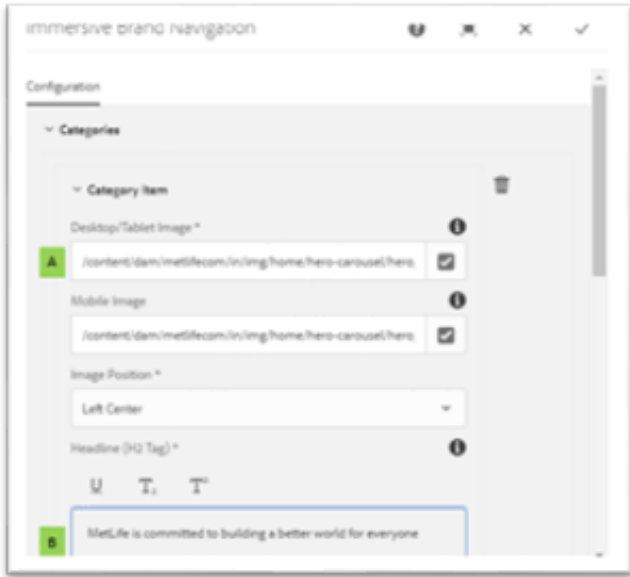 Immersive Brand Navigation
Configuration
Categories
Category Item
Desktop/Tablet Image *
A
/content/dam/metlifecom/in/img/home/hero-carousel/hero
Mobile Image
/content/dam/metlifecom/in/img/home/hero-carousel/hero
Image Position *
Left Center
Headline (H2 Tag) *
U T, T"
B
MetLife is committed to building a better world for everyone